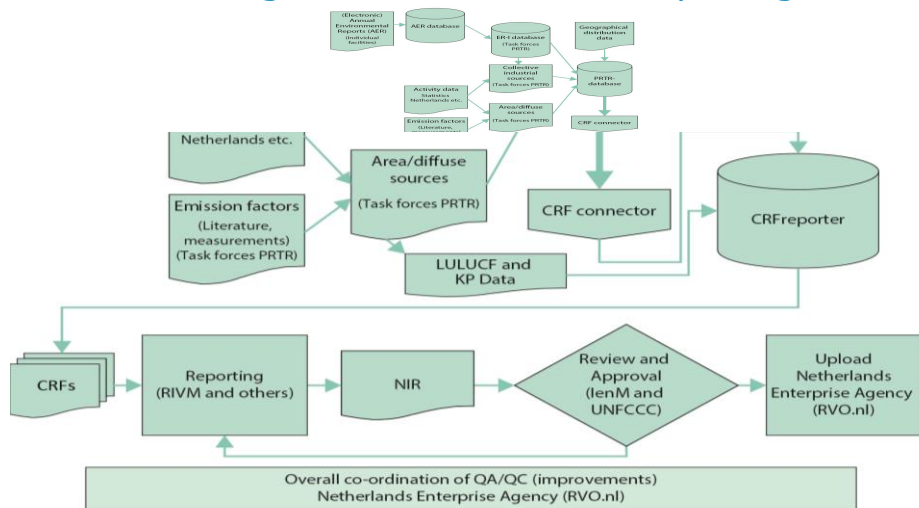 (Electronic)
Annual
Environmental
Reports (AER)
(Individual
facilities)
AER database
ER-I database
(Task forces
PRTR)
Geographical
distribution
data
Collective
industrial
sources
(Task forces PRTR)
PRTR-
database
Activity data
Statistics
Netherlands etc.
Area/diffuse
sources
(Task forces PRTR)
Emission factors
(Literature,
CRF connector
Netherlands etc.
Area/diffuse
sources
(Task forces PRTR)
Emission factors
(Literature,
measurements)
(Task forces PRTR)
CRF connector
CRFreporter
LULUCF and
KP Data
CRFs
Reporting
(RIVM and others)
NIR
Review and
Approval
(IenM and
UNFCCC)
Upload
Netherlands
Enterprise Agency
(RVO.nl)
Overall co-ordination of QA/QC (improvements)
Netherlands Enterprise Agency (RVO.nl)